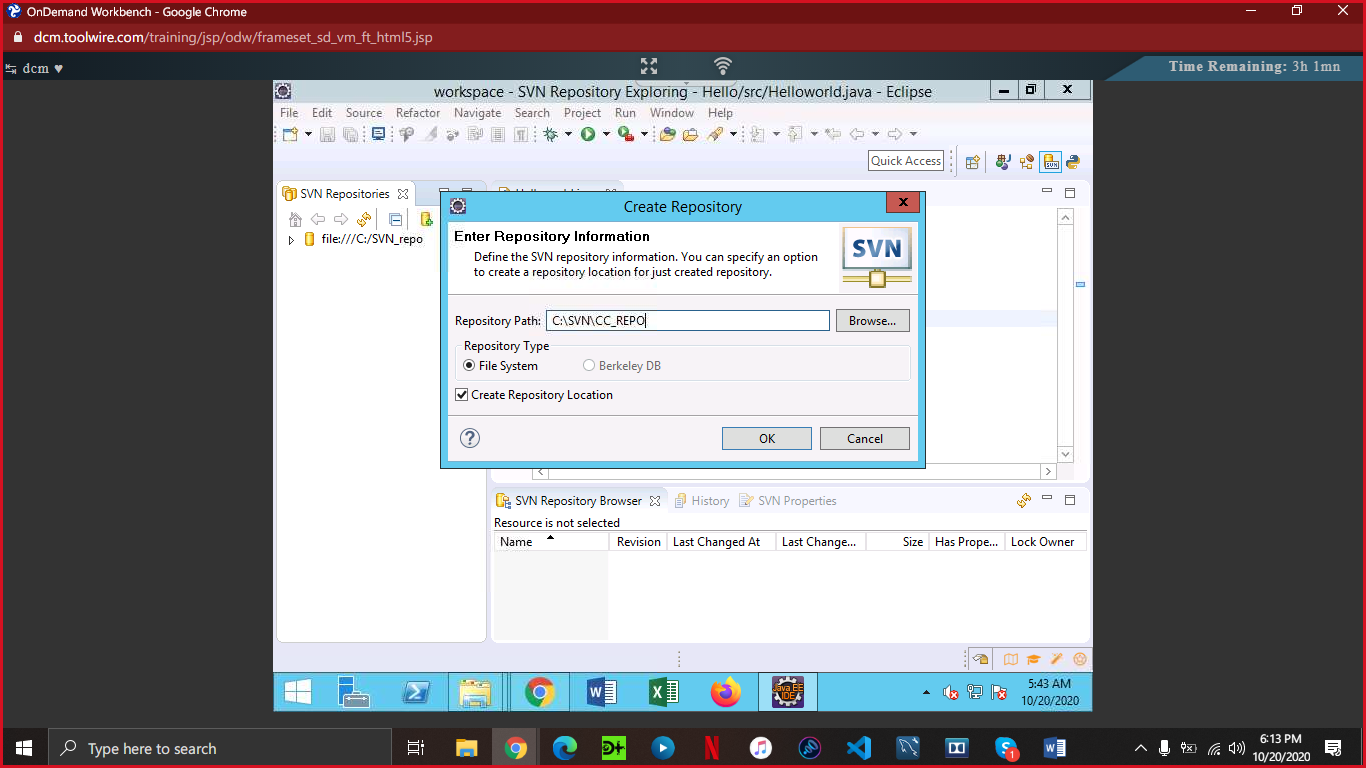 OnDemand Workbench - Google Chrome
dcm.toolwire.com/training/jsp/odw/frameset_sd_vm_ft_html5.jsp
dcm ♥
Time Remaining: 3h 1mn
workspace - SVN Repository Exploring - Hello/src/Helloworld.java - Eclipse
File Edit Source Refactor Navigate Search Project Run Window Help
Quick Access
SVN Repositories
file:///C:/SVN_repo
Create Repository
Enter Repository Information
Define the SVN repository information. You can specify an option
to create a repository location for just created repository.
SVN
Repository Path: C:\SVN\CC_REPO
Browse...
Repository Type
File System Berkeley DB
Create Repository Location
OK Cancel
SVN Repository Browser History SVN Properties
Resource is not selected
Name Revision Last Changed At Last Change... Size Has Prope... Lock Owner
Java EE
IDE
5:43 AM
10/20/2020
Type here to search
6:13 PM
10/20/2020